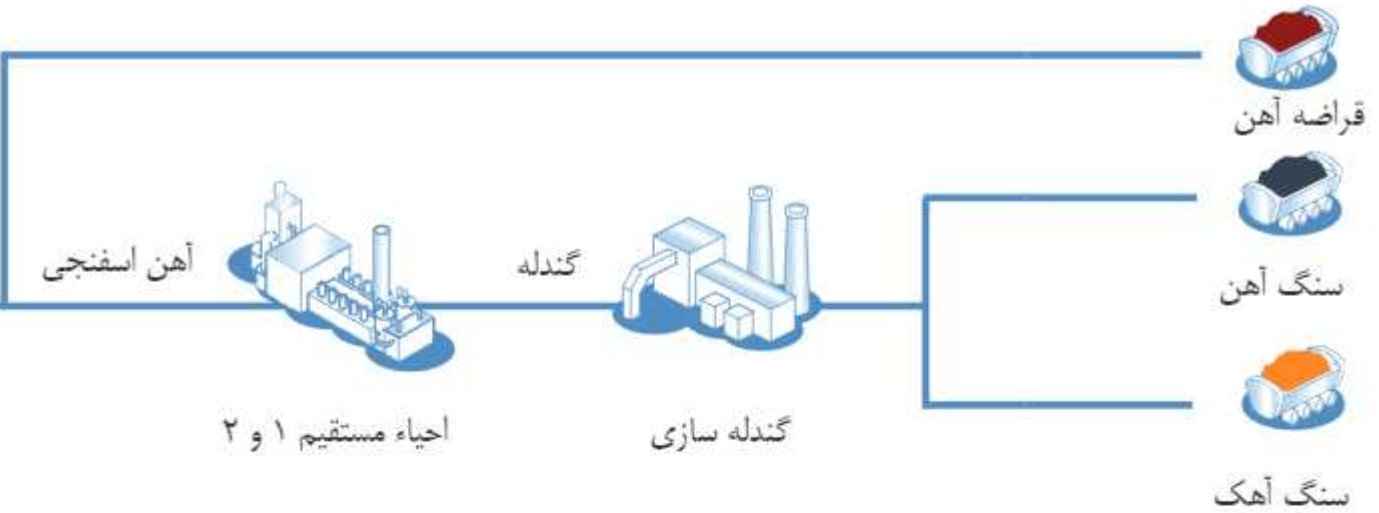 قراضه آهن
سنگ آهن
آهن اسفنجی
گندله
احیاء مستقیم ۱ و ۲
گندله سازی
سنگ آهک